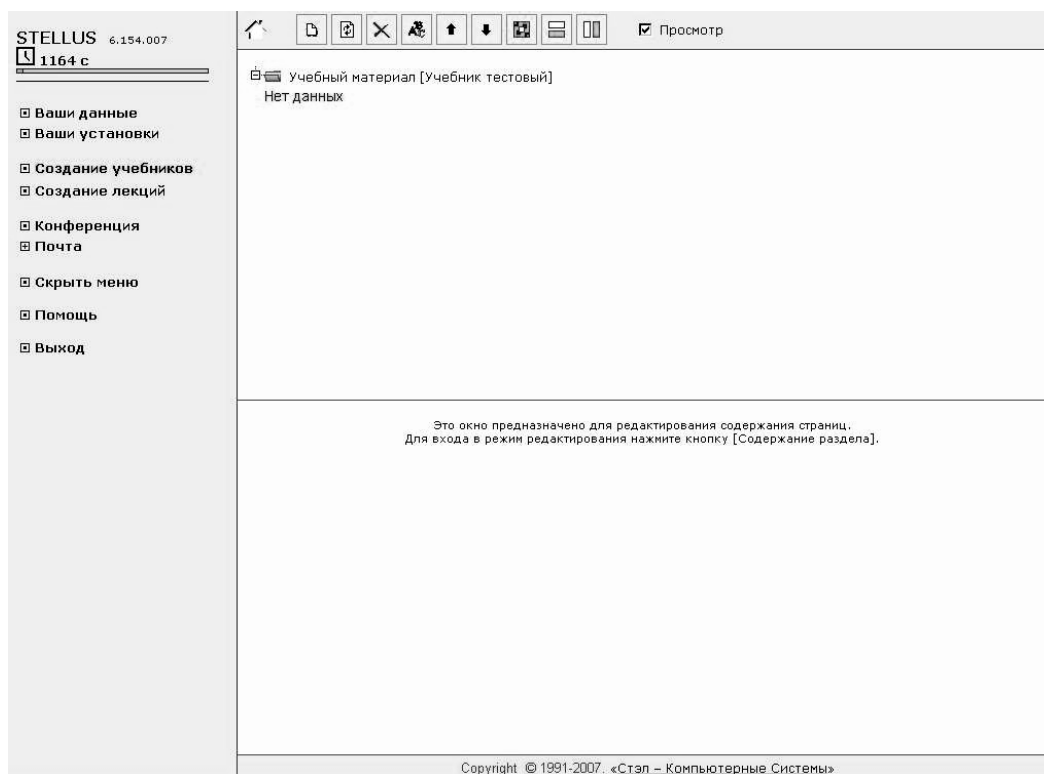 STELLUS 6.154.007
1164 с
Ваши данные
Ваши установки
Создание учебников
Создание лекций
Конференция
Почта
Скрыть меню
Помощь
Выход
Просмотр
Учебный материал [Учебник тестовый]
Нет данных
Это окно предназначено для редактирования содержания страниц.
Для входа в режим редактирования нажмите кнопку [Содержание раздела].
Copyright © 1991-2007. «Стэл – Компьютерные Системы»